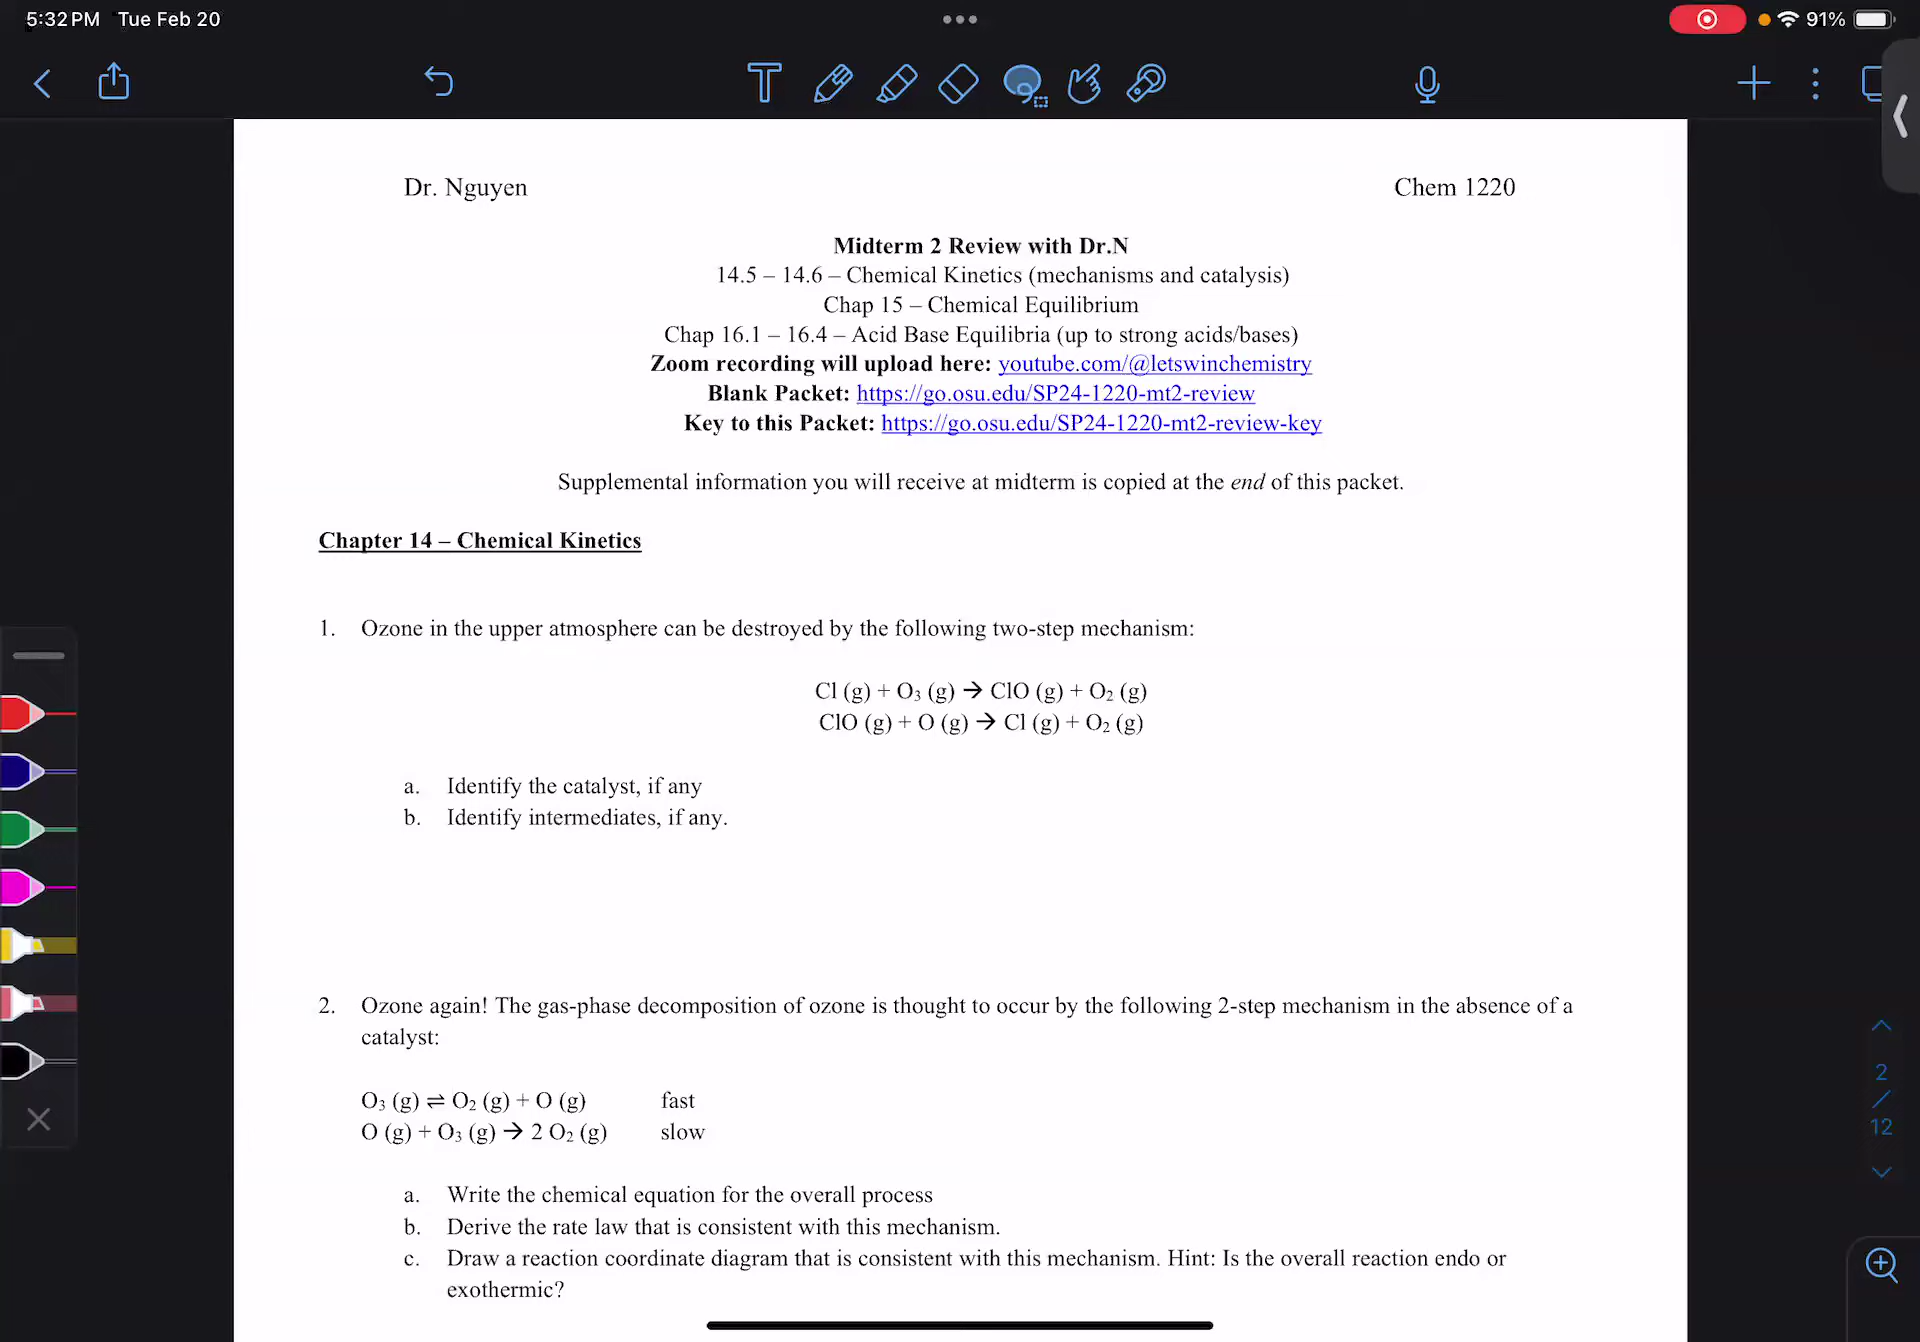 5:32 PM Tue Feb 20
91%
Dr. Nguyen Chem 1220
Midterm 2 Review with Dr.N
14.5 – 14.6 – Chemical Kinetics (mechanisms and catalysis)
Chap 15 – Chemical Equilibrium
Chap 16.1 – 16.4 – Acid Base Equilibria (up to strong acids/bases)
Zoom recording will upload here: youtube.com/@letswinchemistry
Blank Packet: https://go.osu.edu/SP24-1220-mt2-review
Key to this Packet: https://go.osu.edu/SP24-1220-mt2-review-key
Supplemental information you will receive at midterm is copied at the end of this packet.
Chapter 14 – Chemical Kinetics
1. Ozone in the upper atmosphere can be destroyed by the following two-step mechanism:
Cl (g) + O₃ (g) → ClO (g) + O₂ (g)
ClO (g) + O (g) → Cl (g) + O₂ (g)
a. Identify the catalyst, if any
b. Identify intermediates, if any.
2. Ozone again! The gas-phase decomposition of ozone is thought to occur by the following 2-step mechanism in the absence of a
catalyst:
O₃ (g) ⇌ O₂ (g) + O (g) fast
O (g) + O₃ (g) → 2 O₂ (g) slow
a. Write the chemical equation for the overall process
b. Derive the rate law that is consistent with this mechanism.
c. Draw a reaction coordinate diagram that is consistent with this mechanism. Hint: Is the overall reaction endo or
exothermic?
2
/
12